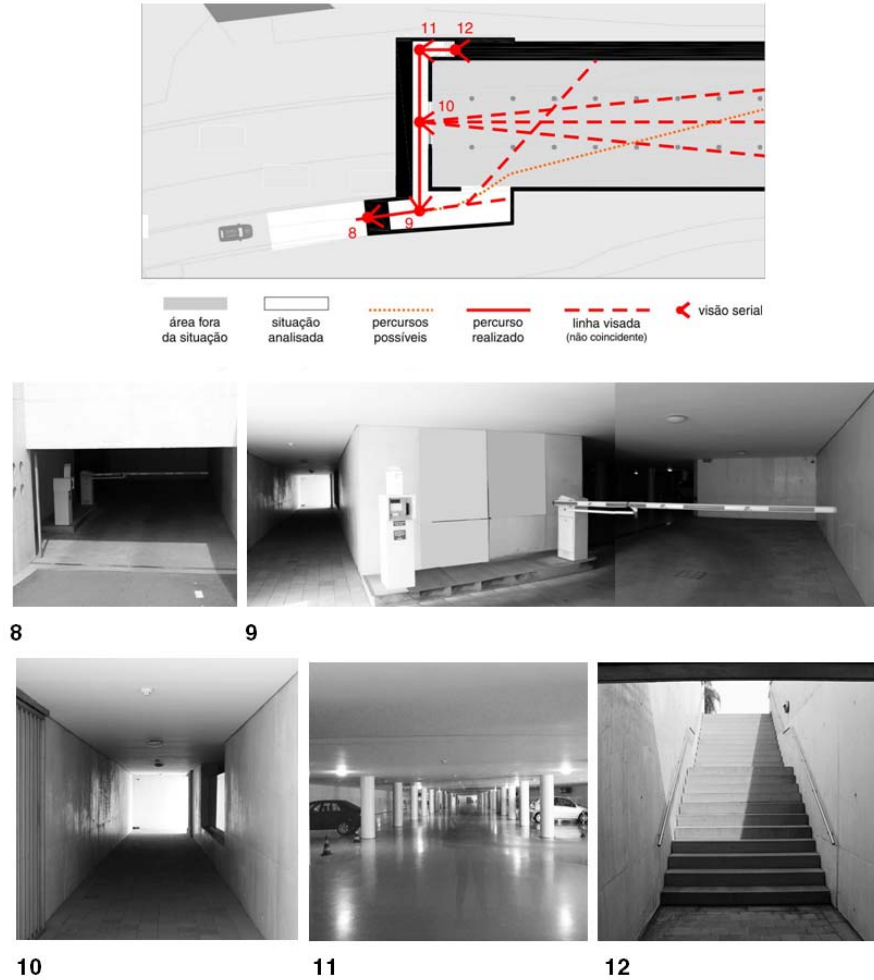 11 12
10
8 9
área fora
da situação
situação
analisada
percursos
possíveis
percurso
realizado
linha visada
(não coincidente)
visão serial
8 9
10 11 12